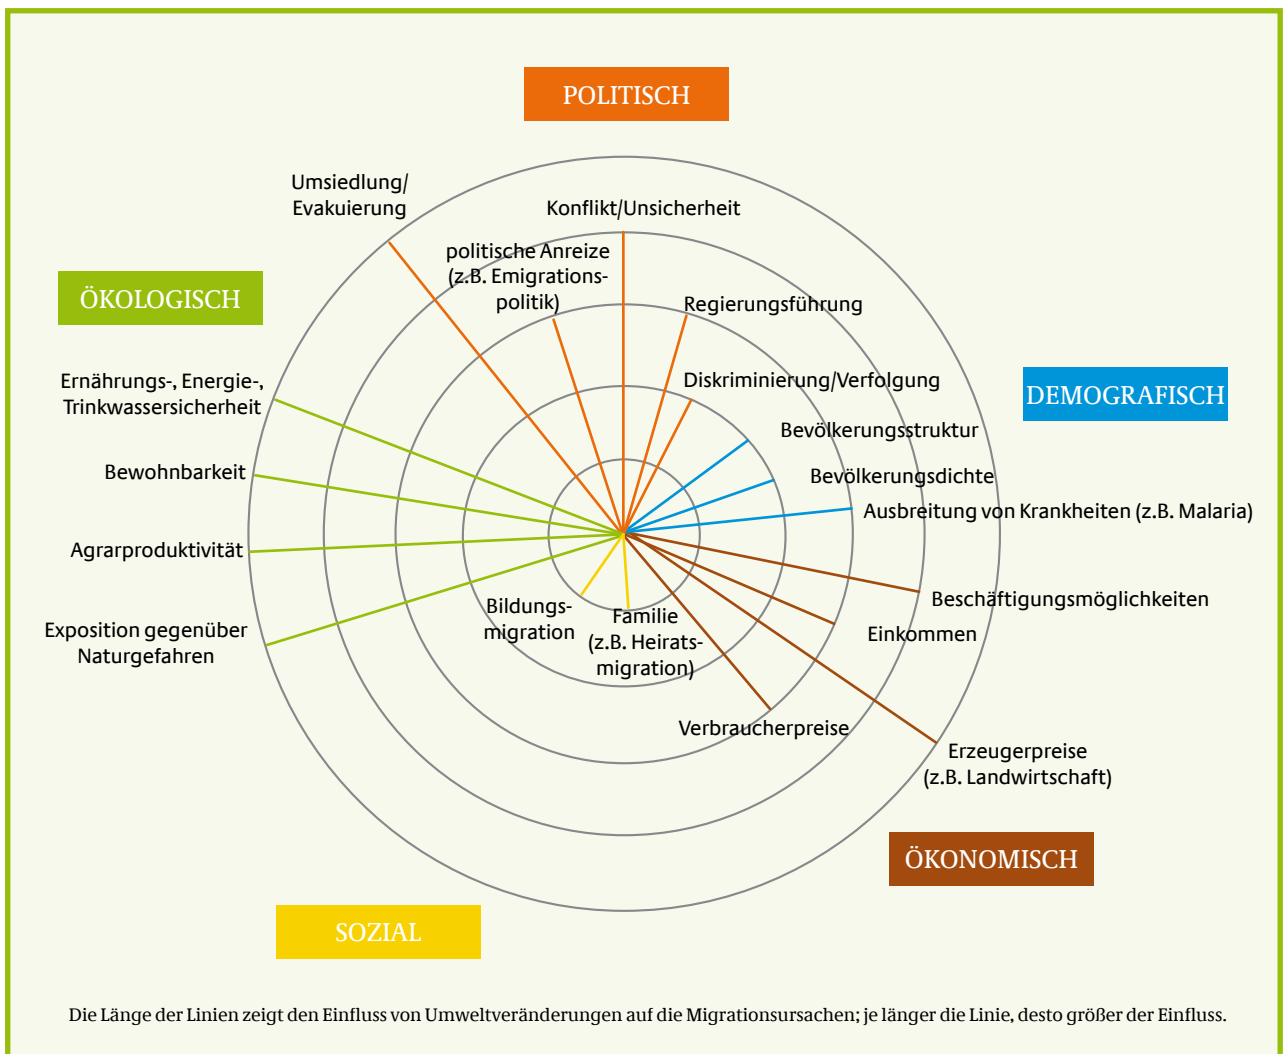 POLITISCH
Umsiedlung/
Evakuierung
Konflikt/Unsicherheit
politische Anreize
(z.B. Emigrations-
politik)
Regierungsführung
ÖKOLOGISCH
Diskriminierung/Verfolgung
DEMOGRAFISCH
Ernährungs-, Energie-,
Trinkwassersicherheit
Bevölkerungsstruktur
Bewohnbarkeit
Bevölkerungsdichte
Ausbreitung von Krankheiten (z.B. Malaria)
Agrarproduktivität
Beschäftigungsmöglichkeiten
Bildungs-
migration
Familie
(z.B. Heirats-
migration)
Einkommen
Exposition gegenüber
Naturgefahren
Verbraucherpreise
Erzeugerpreise
(z.B. Landwirtschaft)
ÖKONOMISCH
SOZIAL
Die Länge der Linien zeigt den Einfluss von Umweltveränderungen auf die Migrationsursachen; je länger die Linie, desto größer der Einfluss.